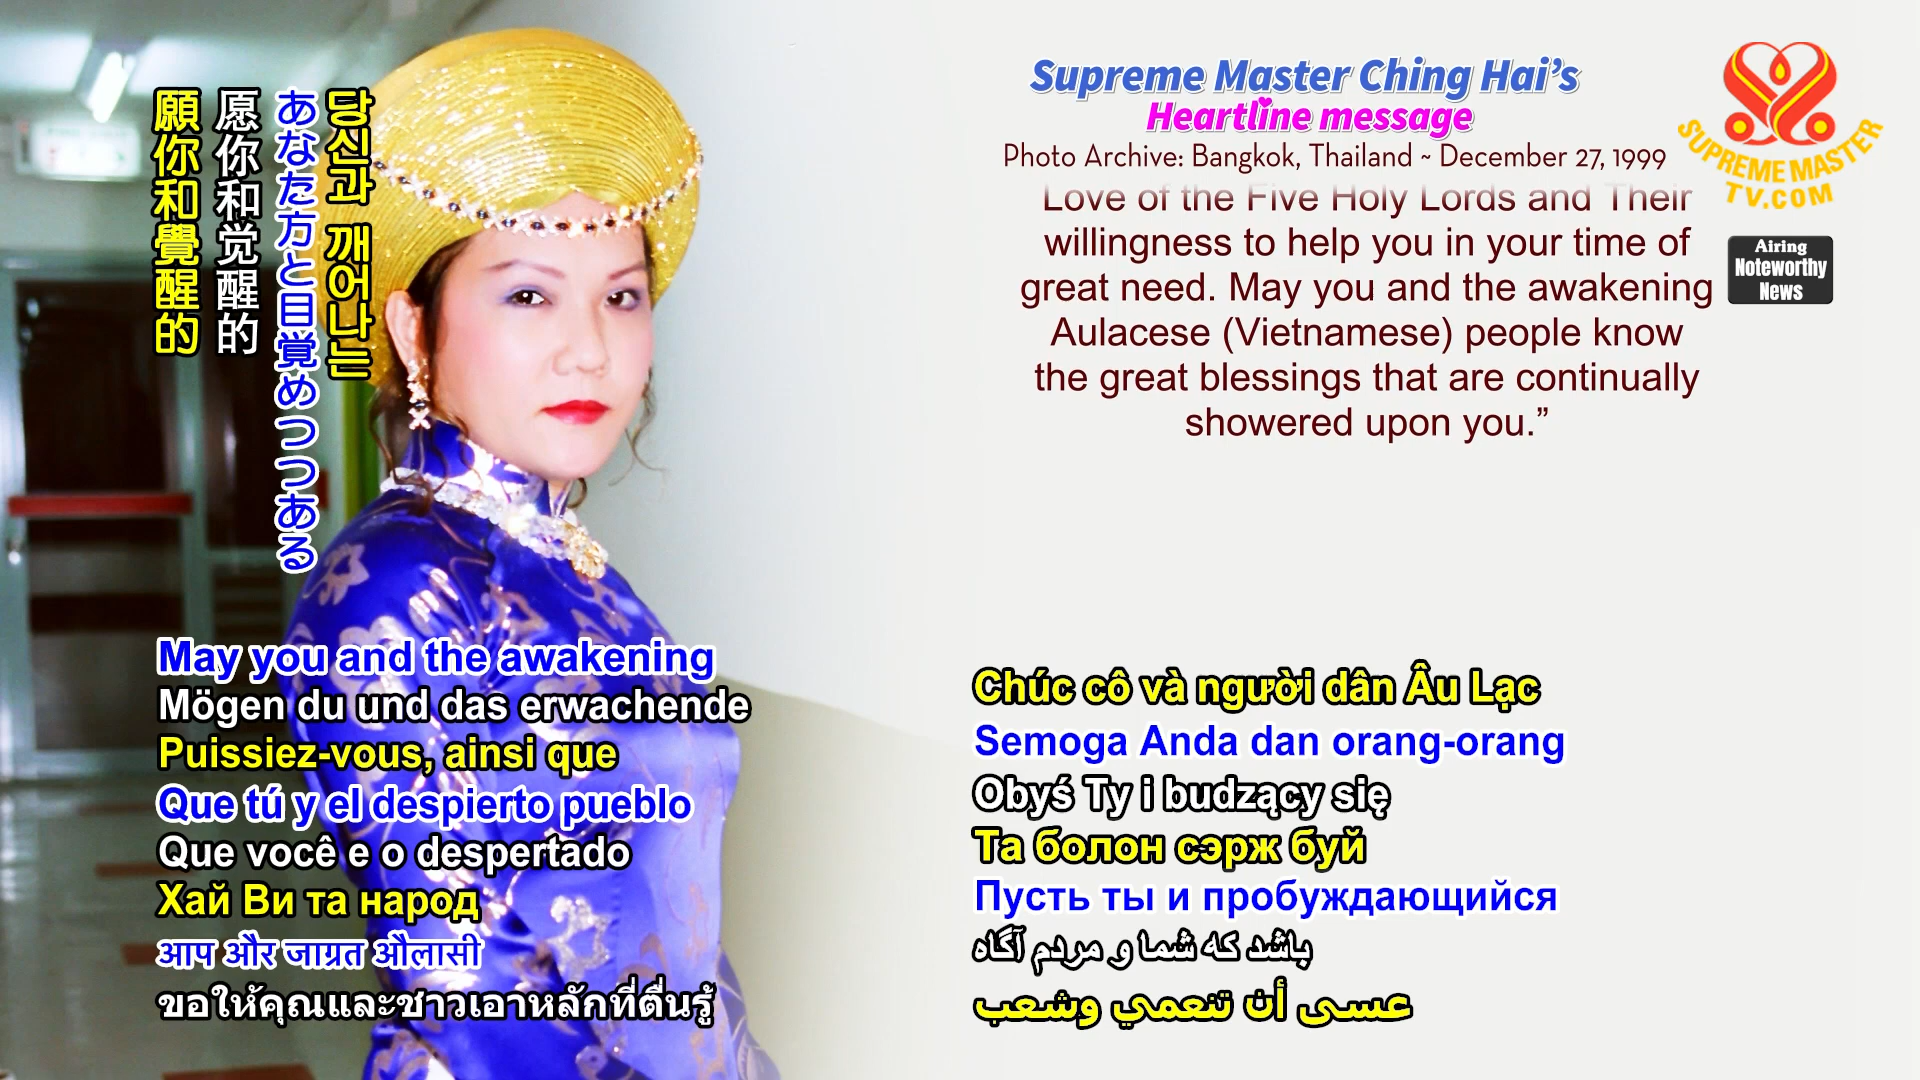 Supreme Master Ching Hai’s
Heartline message
Photo Archive: Bangkok, Thailand ~ December 27, 1999
Love of the Five Holy Lords and Their
willingness to help you in your time of
great need. May you and the awakening
Aulacese (Vietnamese) people know
the great blessings that are continually
showered upon you.”
SUPREME MASTER
TV.COM
Airing
Noteworthy
News
願你和覺醒的
愿你和觉醒的
あなた方と目覚めつつある
당신과 깨어나는
May you and the awakening
Mögen du und das erwachende
Puissiez-vous, ainsi que
Que tú y el despierto pueblo
Que você e o despertado
Хай Ви та народ
आप और जाग्रत औलासी
ขอให้คุณและชาวเอาหลักที่ตื่นรู้
Chúc cô và người dân Âu Lạc
Semoga Anda dan orang-orang
Obyś Ty i budzący się
Та болон сэрж буй
Пусть ты и пробуждающийся
باشد که شما و مردم آگاه
عسى أن تنعمي وشعب